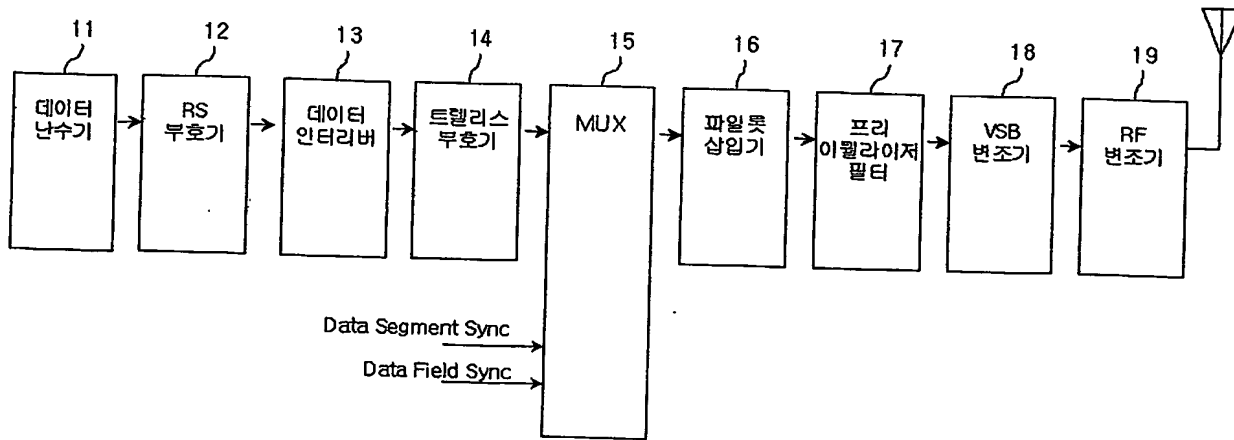 11
12
13
14
15
16
17
18
19
데이터
난수기
RS
부호기
데이터
인터리버
트렐리스
부호기
MUX
파일롯
삽입기
프리
이퀄라이저
필터
VSB
변조기
RF
변조기
Data Segment Sync
Data Field Sync